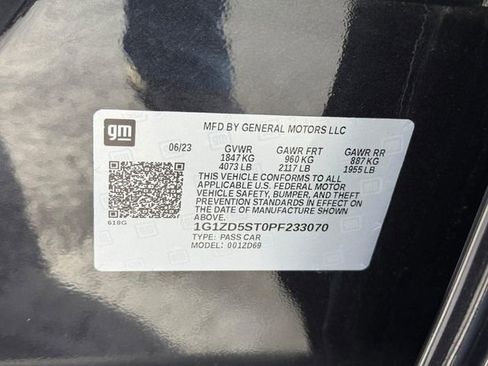 gm
MFD BY GENERAL MOTORS LLC
06/23 GVWR GAWR FRT GAWR RR
1847 KG 960 KG 887 KG
4073 LB 2117 LB 1955 LB
THIS VEHICLE CONFORMS TO ALL
APPLICABLE U.S. FEDERAL MOTOR
VEHICLE SAFETY, BUMPER, AND THEFT
PREVENTION STANDARDS IN EFFECT
ON THE DATE OF MANUFACTURE SHOWN
ABOVE.
618G
1G1ZD5ST0PF233070
TYPE: PASS CAR
MODEL: 001ZD69